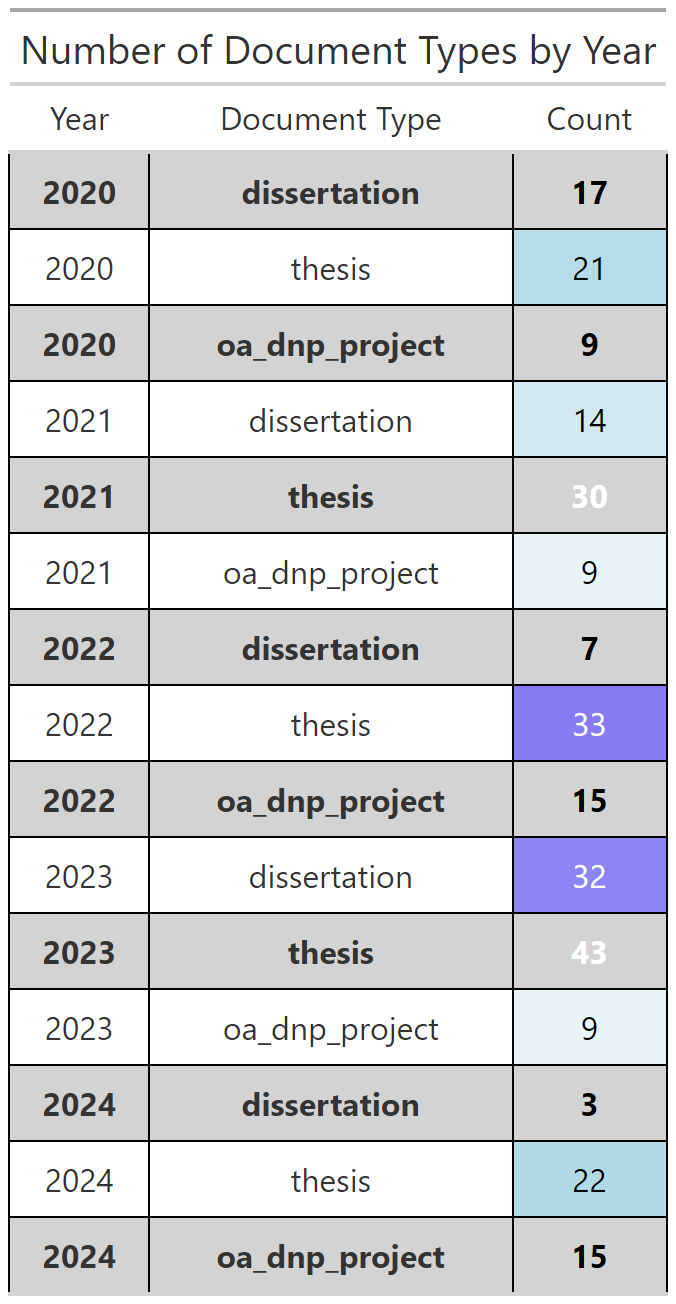 Number of Document Types by Year
Year Document Type Count
2020 dissertation 17
2020 thesis 21
2020 oa_dnp_project 9
2021 dissertation 14
2021 thesis 30
2021 oa_dnp_project 9
2022 dissertation 7
2022 thesis 33
2022 oa_dnp_project 15
2023 dissertation 32
2023 thesis 43
2023 oa_dnp_project 9
2024 dissertation 3
2024 thesis 22
2024 oa_dnp_project 15